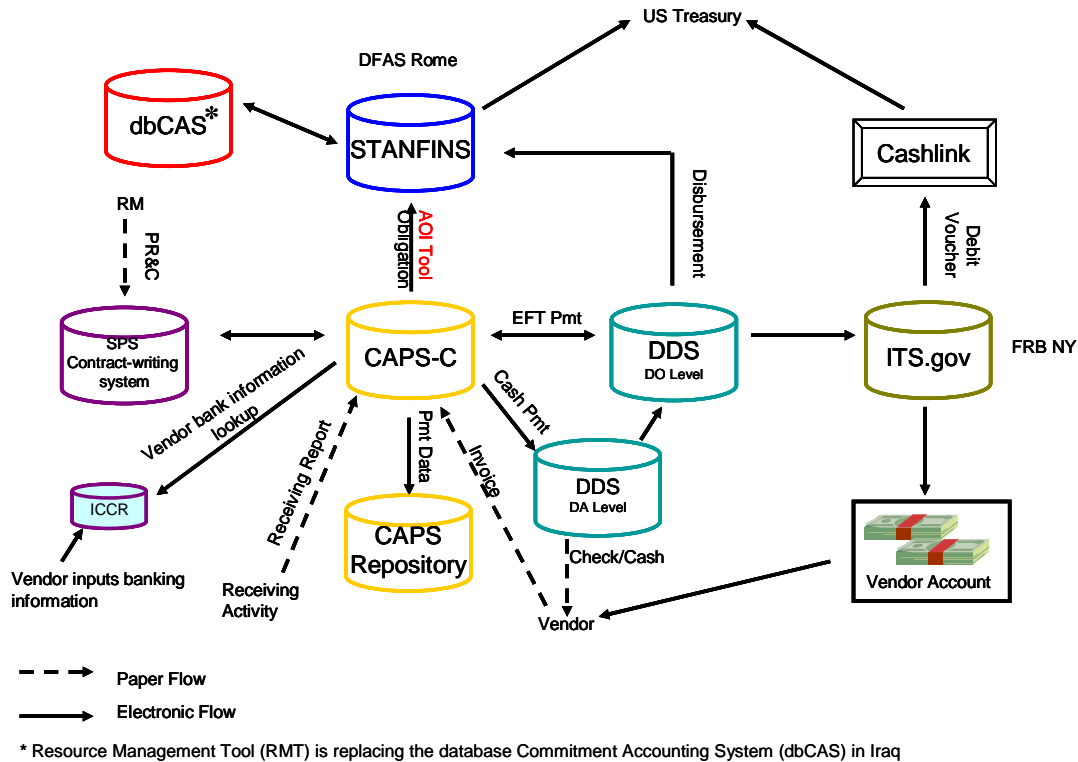 US Treasury
DFAS Rome
dbCAS*
STANFINS
Cashlink
RM
PR&C
AOI Tool
Obligation
Disbursement
Debit
Voucher
SPS
Contract-writing
system
CAPS-C
EFT Pmt
DDS
DO Level
ITS.gov
FRB NY
Vendor bank information
lookup
Cash Pmt
Pmt Data
Invoice
Receiving Report
ICCR
DDS
DA Level
CAPS
Repository
Check/Cash
Vendor Account
Vendor inputs banking
information
Receiving
Activity
Vendor
Paper Flow
Electronic Flow
* Resource Management Tool (RMT) is replacing the database Commitment Accounting System (dbCAS) in Iraq